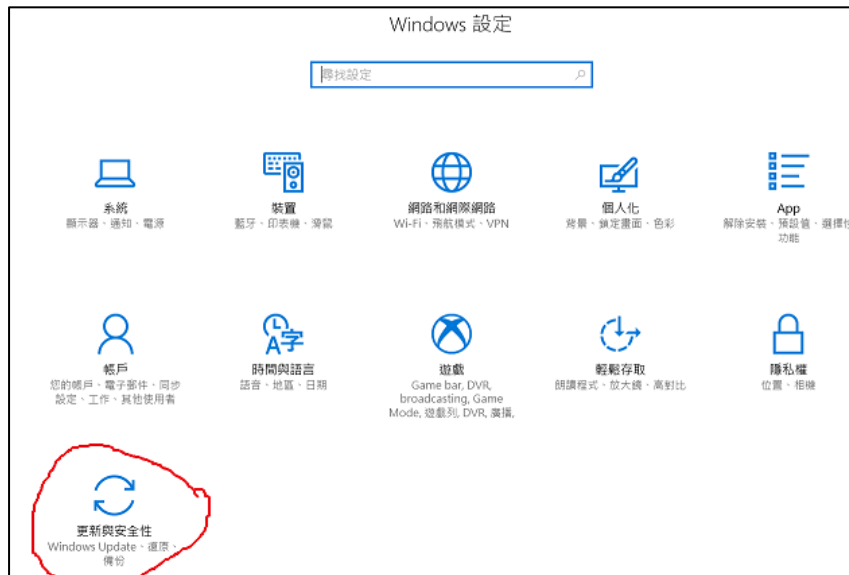 Windows 設定
尋找設定
系統
顯示器、通知、電源
裝置
藍牙、印表機、滑鼠
網路和網際網路
Wi-Fi、飛航模式、VPN
個人化
背景、鎖定畫面、色彩
App
解除安裝、預設值、選擇性
功能
帳戶
您的帳戶、電子郵件、同步
設定、工作、其他使用者
時間與語言
語音、地區、日期
遊戲
Game bar, DVR,
broadcasting, Game
Mode, 遊戲列, DVR, 廣播,
輕鬆存取
朗讀程式、放大鏡、高對比
隱私權
位置、相機
更新與安全性
Windows Update、復原、
備份